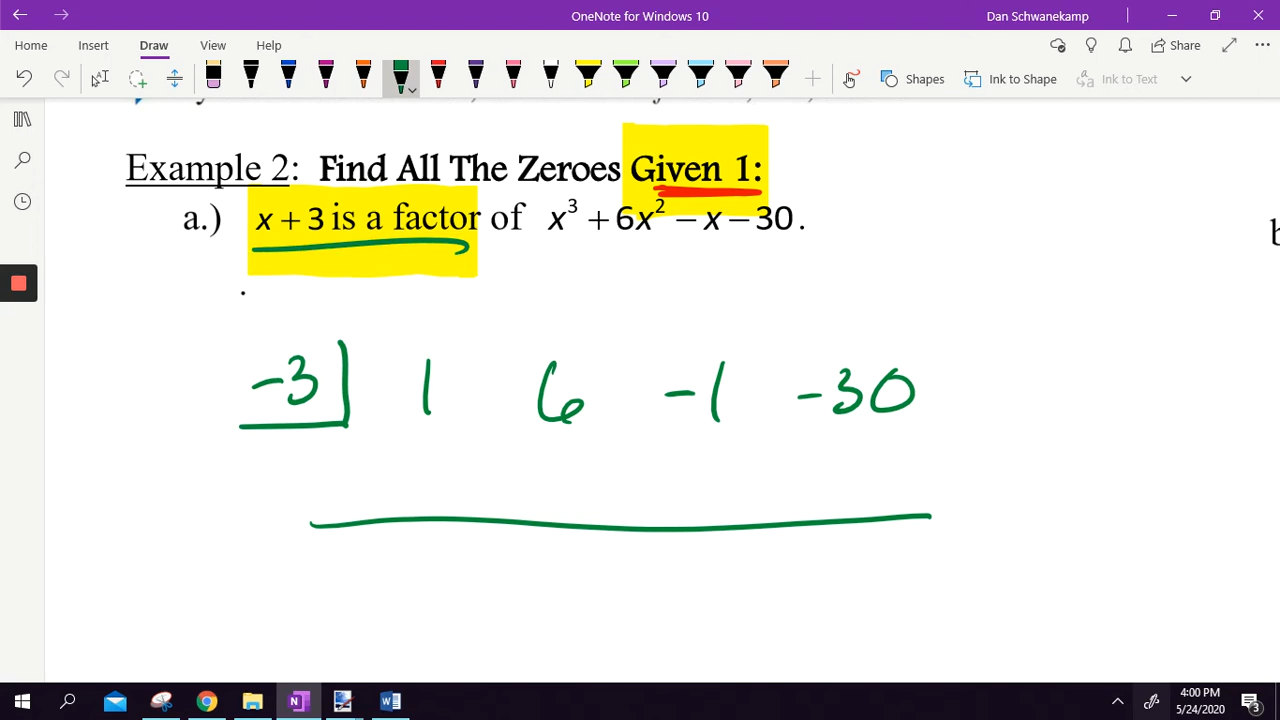 OneNote for Windows 10
Dan Schwanekamp
Home Insert Draw View Help
Share
Shapes
Ink to Shape
Ink to Text
Example 2: Find All The Zeroes Given 1:
a.) x + 3 is a factor of x³ + 6x² − x − 30.
.
-3 1 6 -1 -30
4:00 PM
5/24/2020
3